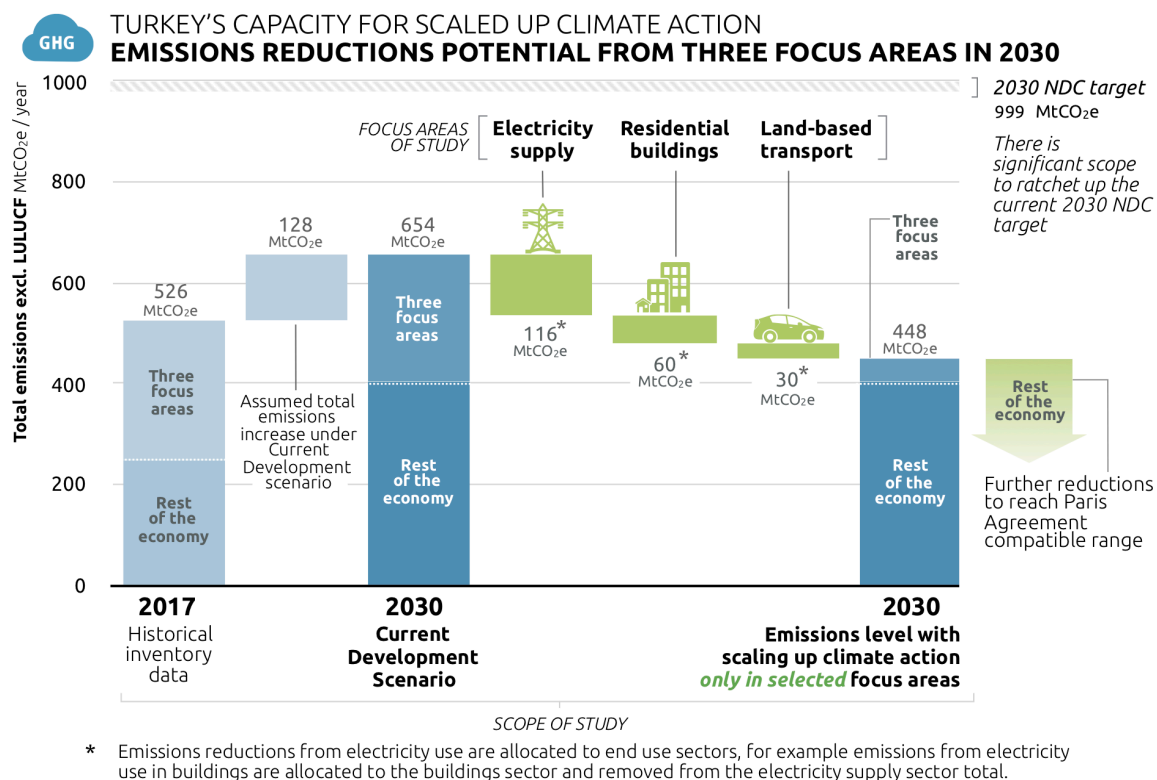 GHG
TURKEY’S CAPACITY FOR SCALED UP CLIMATE ACTION
EMISSIONS REDUCTIONS POTENTIAL FROM THREE FOCUS AREAS IN 2030
Total emissions excl. LULUCF MtCO₂e / year
1000
800
600
400
200
0
2030 NDC target
999 MtCO₂e
There is
significant scope
to ratchet up the
current 2030 NDC
target
FOCUS AREAS
OF STUDY
Electricity
supply
Residential
buildings
Land-based
transport
526
MtCO₂e
Three
focus
areas
Rest
of the
economy
128
MtCO₂e
Assumed total
emissions
increase under
Current
Development
scenario
654
MtCO₂e
Three
focus
areas
Rest
of the
economy
116*
MtCO₂e
60*
MtCO₂e
30*
MtCO₂e
Three
focus
areas
448
MtCO₂e
Rest
of the
economy
Rest
of the
economy
Further reductions
to reach Paris
Agreement
compatible range
2017
Historical
inventory
data
2030
Current
Development
Scenario
2030
Emissions level with
scaling up climate action
only in selected focus areas
SCOPE OF STUDY
* Emissions reductions from electricity use are allocated to end use sectors, for example emissions from electricity
use in buildings are allocated to the buildings sector and removed from the electricity supply sector total.